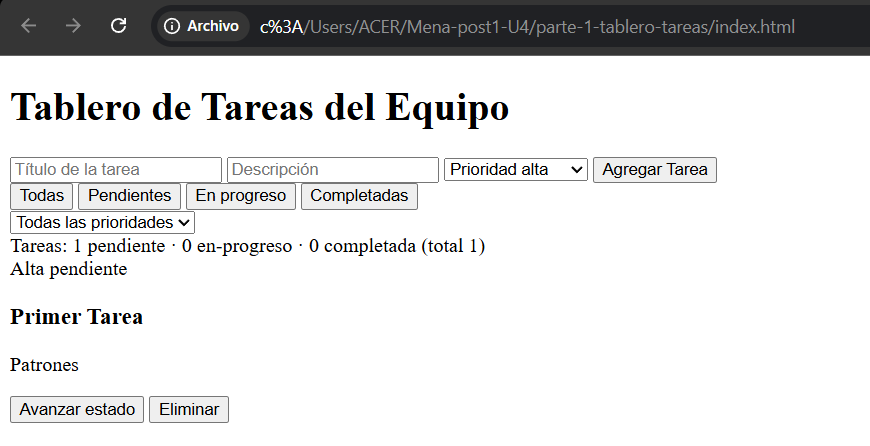 Archivo c%3A/Users/ACER/Mena-post1-U4/parte-1-tablero-tareas/index.html
Tablero de Tareas del Equipo
Título de la tarea Descripción Prioridad alta Agregar Tarea
Todas Pendientes En progreso Completadas
Todas las prioridades
Tareas: 1 pendiente · 0 en-progreso · 0 completada (total 1)
Alta pendiente
Primer Tarea
Patrones
Avanzar estado Eliminar